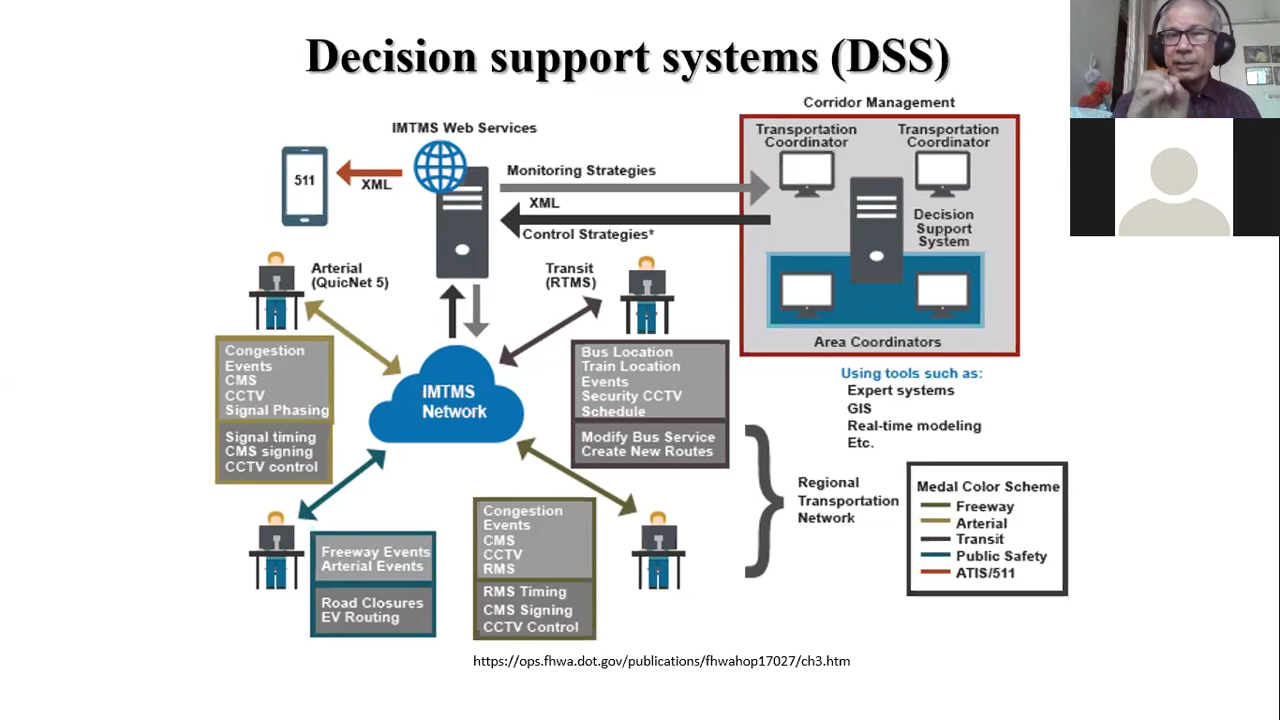 Decision support systems (DSS)
Corridor Management
IMTMS Web Services
Transportation
Coordinator
Transportation
Coordinator
511
XML
Monitoring Strategies
XML
Control Strategies*
Decision
Support
System
Area Coordinators
Arterial
(QuicNet 5)
Transit
(RTMS)
Congestion
Events
CMS
CCTV
Signal Phasing
Signal timing
CMS signing
CCTV control
IMTMS
Network
Bus Location
Train Location
Events
Security CCTV
Schedule
Modify Bus Service
Create New Routes
Using tools such as:
Expert systems
GIS
Real-time modeling
Etc.
Regional
Transportation
Network
Medal Color Scheme
Freeway
Arterial
Transit
Public Safety
ATIS/511
Freeway Events
Arterial Events
Road Closures
EV Routing
Congestion
Events
CMS
CCTV
RMS
RMS Timing
CMS Signing
CCTV Control
https://ops.fhwa.dot.gov/publications/fhwahop17027/ch3.htm